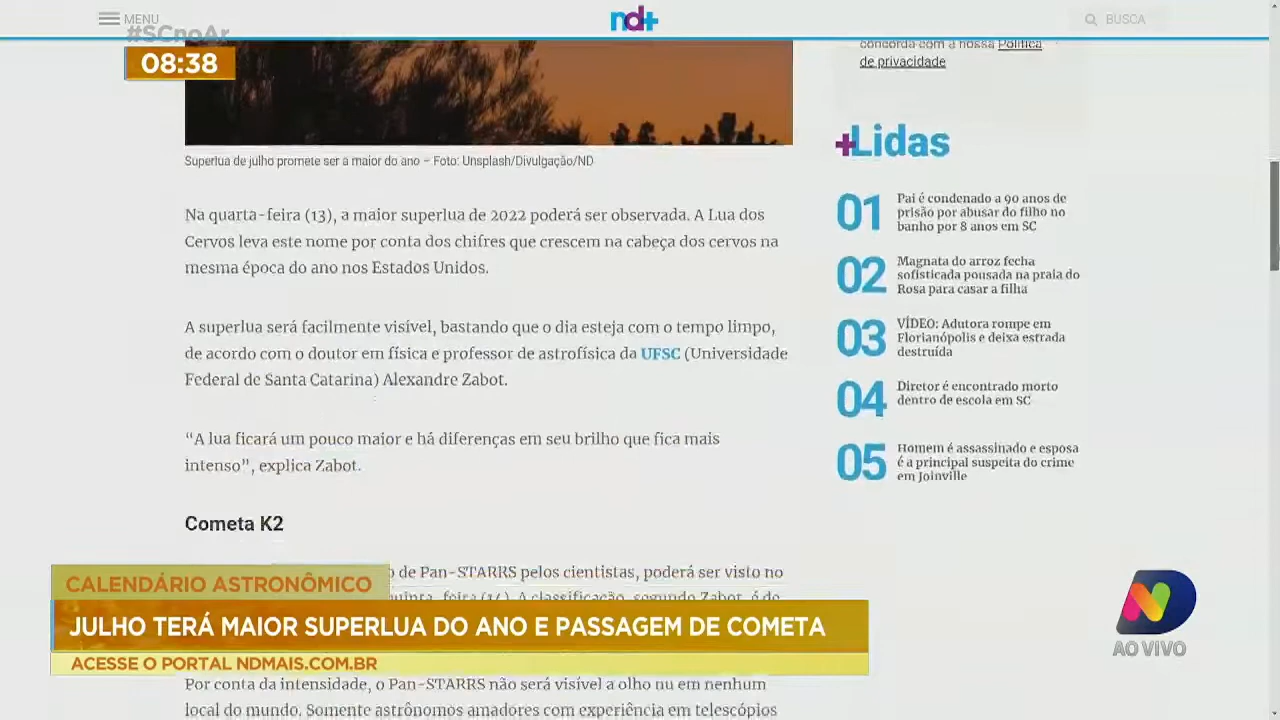 MENU
nd+
BUSCA
#SCnoAr
08:38
concorda com a nossa Política
de privacidade
Superlua de julho promete ser a maior do ano – Foto: Unsplash/Divulgação/ND
Na quarta-feira (13), a maior superlua de 2022 poderá ser observada. A Lua dos
Cervos leva este nome por conta dos chifres que crescem na cabeça dos cervos na
mesma época do ano nos Estados Unidos.
A superlua será facilmente visível, bastando que o dia esteja com o tempo limpo,
de acordo com o doutor em física e professor de astrofísica da UFSC (Universidade
Federal de Santa Catarina) Alexandre Zabot.
“A lua ficará um pouco maior e há diferenças em seu brilho que fica mais
intenso”, explica Zabot.
Cometa K2
de Pan-STARRS pelos cientistas, poderá ser visto no
quinta-feira (14). A classificação, segundo Zabot, é de
Por conta da intensidade, o Pan-STARRS não será visível a olho nu em nenhum
local do mundo. Somente astrônomos amadores com experiência em telescópios
+Lidas
01 Pai é condenado a 90 anos de
prisão por abusar do filho no
banho por 8 anos em SC
02 Magnata do arroz fecha
sofisticada pousada na praia do
Rosa para casar a filha
03 VÍDEO: Adutora rompe em
Florianópolis e deixa estrada
destruída
04 Diretor é encontrado morto
dentro de escola em SC
05 Homem é assassinado e esposa
é a principal suspeita do crime
em Joinville
CALENDÁRIO ASTRONÔMICO
JULHO TERÁ MAIOR SUPERLUA DO ANO E PASSAGEM DE COMETA
ACESSE O PORTAL NDMAIS.COM.BR
AO VIVO